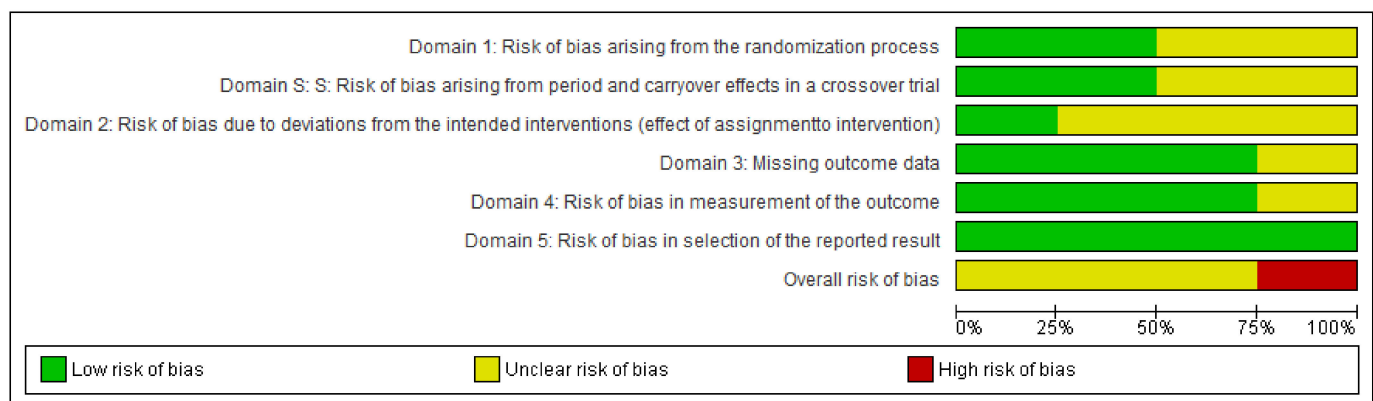 Domain 1: Risk of bias arising from the randomization process
Domain S: S: Risk of bias arising from period and carryover effects in a crossover trial
Domain 2: Risk of bias due to deviations from the intended interventions (effect of assignmentto intervention)
Domain 3: Missing outcome data
Domain 4: Risk of bias in measurement of the outcome
Domain 5: Risk of bias in selection of the reported result
Overall risk of bias
0% 25% 50% 75% 100%
Low risk of bias Unclear risk of bias High risk of bias